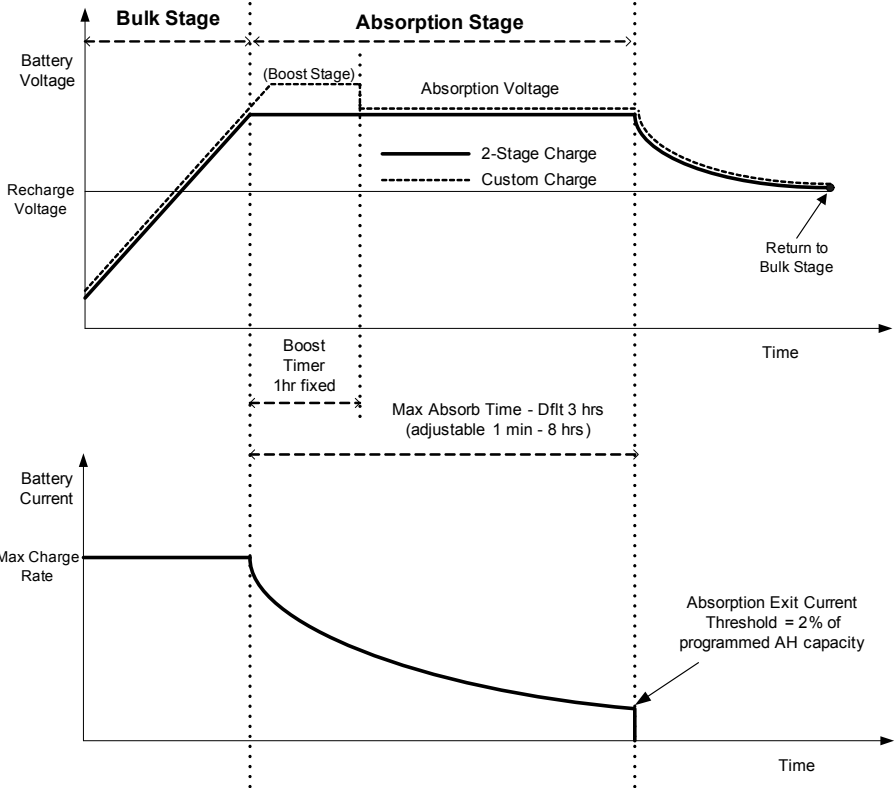 Bulk Stage
Absorption Stage
Battery
Voltage
(Boost Stage)
Absorption Voltage
2-Stage Charge
Custom Charge
Recharge
Voltage
Return to
Bulk Stage
Time
Boost
Timer
1hr fixed
Max Absorb Time - Dflt 3 hrs
(adjustable 1 min - 8 hrs)
Battery
Current
Max Charge
Rate
Absorption Exit Current
Threshold = 2% of
programmed AH capacity
Time